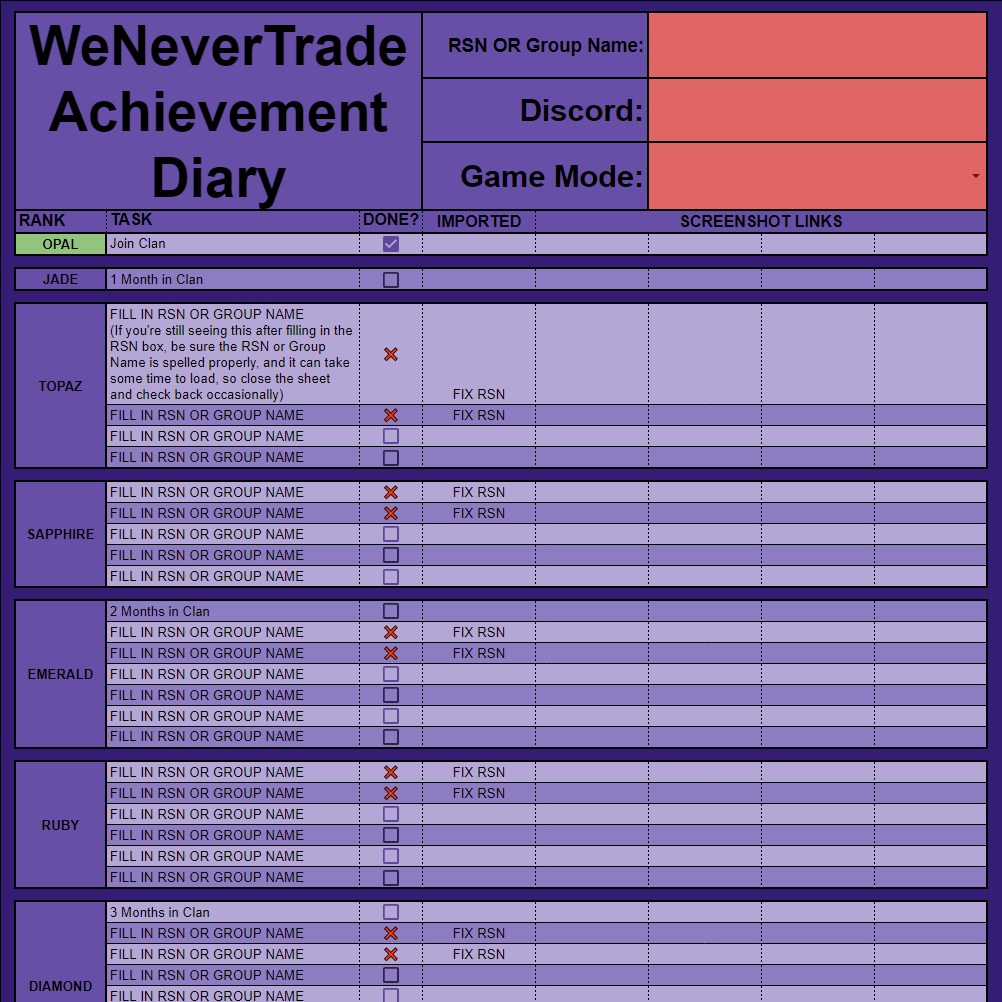 WeNeverTrade
Achievement
Diary
RSN OR Group Name:
Discord:
Game Mode:
RANK TASK DONE? IMPORTED SCREENSHOT LINKS
OPAL Join Clan
JADE 1 Month in Clan
TOPAZ
FILL IN RSN OR GROUP NAME
(If you're still seeing this after filling in the
RSN box, be sure the RSN or Group
Name is spelled properly, and it can take
some time to load, so close the sheet
and check back occasionally) FIX RSN
FILL IN RSN OR GROUP NAME FIX RSN
FILL IN RSN OR GROUP NAME
FILL IN RSN OR GROUP NAME
SAPPHIRE
FILL IN RSN OR GROUP NAME FIX RSN
FILL IN RSN OR GROUP NAME FIX RSN
FILL IN RSN OR GROUP NAME
FILL IN RSN OR GROUP NAME
FILL IN RSN OR GROUP NAME
EMERALD
2 Months in Clan
FILL IN RSN OR GROUP NAME FIX RSN
FILL IN RSN OR GROUP NAME FIX RSN
FILL IN RSN OR GROUP NAME
FILL IN RSN OR GROUP NAME
FILL IN RSN OR GROUP NAME
FILL IN RSN OR GROUP NAME
RUBY
FILL IN RSN OR GROUP NAME FIX RSN
FILL IN RSN OR GROUP NAME FIX RSN
FILL IN RSN OR GROUP NAME
FILL IN RSN OR GROUP NAME
FILL IN RSN OR GROUP NAME
FILL IN RSN OR GROUP NAME
DIAMOND
3 Months in Clan
FILL IN RSN OR GROUP NAME FIX RSN
FILL IN RSN OR GROUP NAME FIX RSN
FILL IN RSN OR GROUP NAME
FILL IN RSN OR GROUP NAME